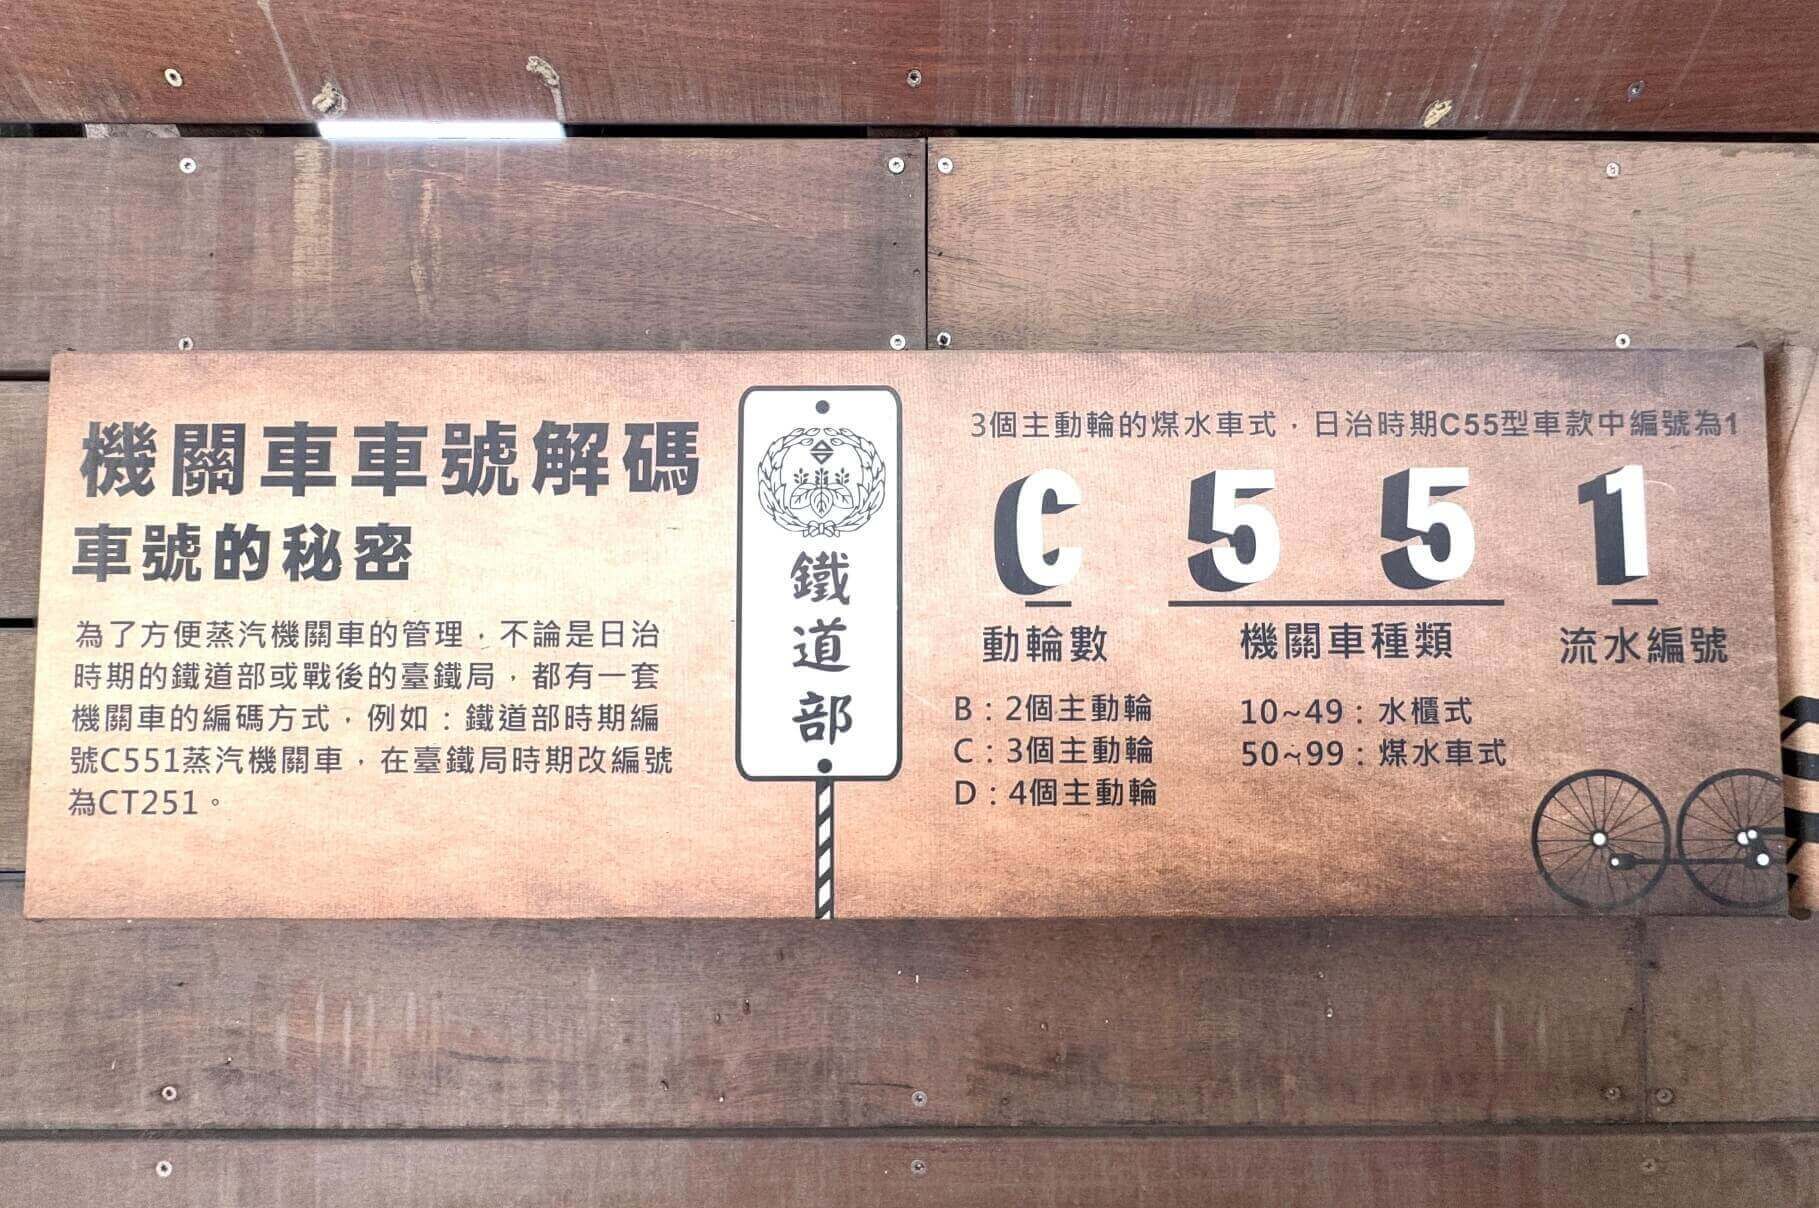 機關車車號解碼
車號的秘密
為了方便蒸汽機關車的管理，不論是日治
時期的鐵道部或戰後的臺鐵局，都有一套
機關車的編碼方式，例如：鐵道部時期編
號C551蒸汽機關車，在臺鐵局時期改編號
為CT251。
鐵道部
3個主動輪的煤水車式，日治時期C55型車款中編號為1
C 5 5 1
動輪數 機關車種類 流水編號
B：2個主動輪
C：3個主動輪
D：4個主動輪
10~49：水櫃式
50~99：煤水車式